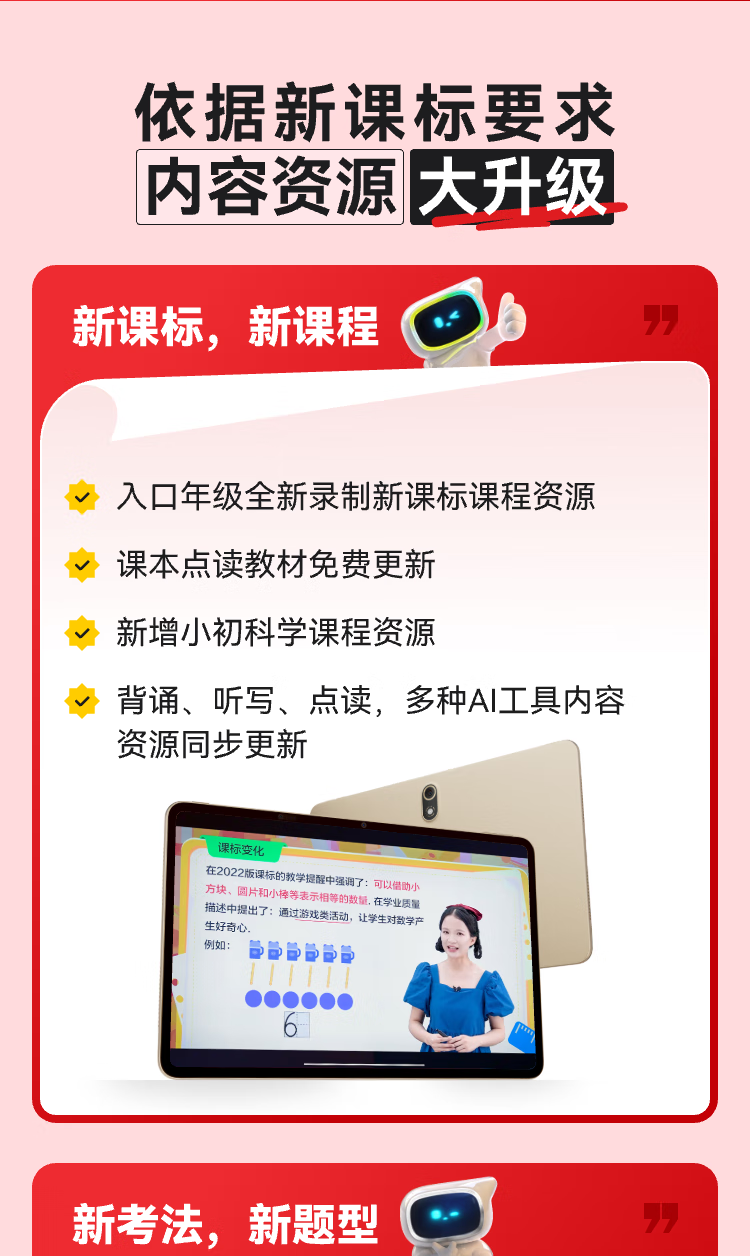 依据新课标要求
内容资源 大升级
新课标，新课程
入口年级全新录制新课标课程资源
课本点读教材免费更新
新增小初科学课程资源
背诵、听写、点读，多种AI工具内容
资源同步更新
课标变化
在2022版课标的教学提醒中强调了：可以借助小
方块、圆片和小棒等表示相等的数量, 在学业质量
描述中提出了：通过游戏类活动，让学生对数学产
生好奇心.
例如：
6
新考法，新题型